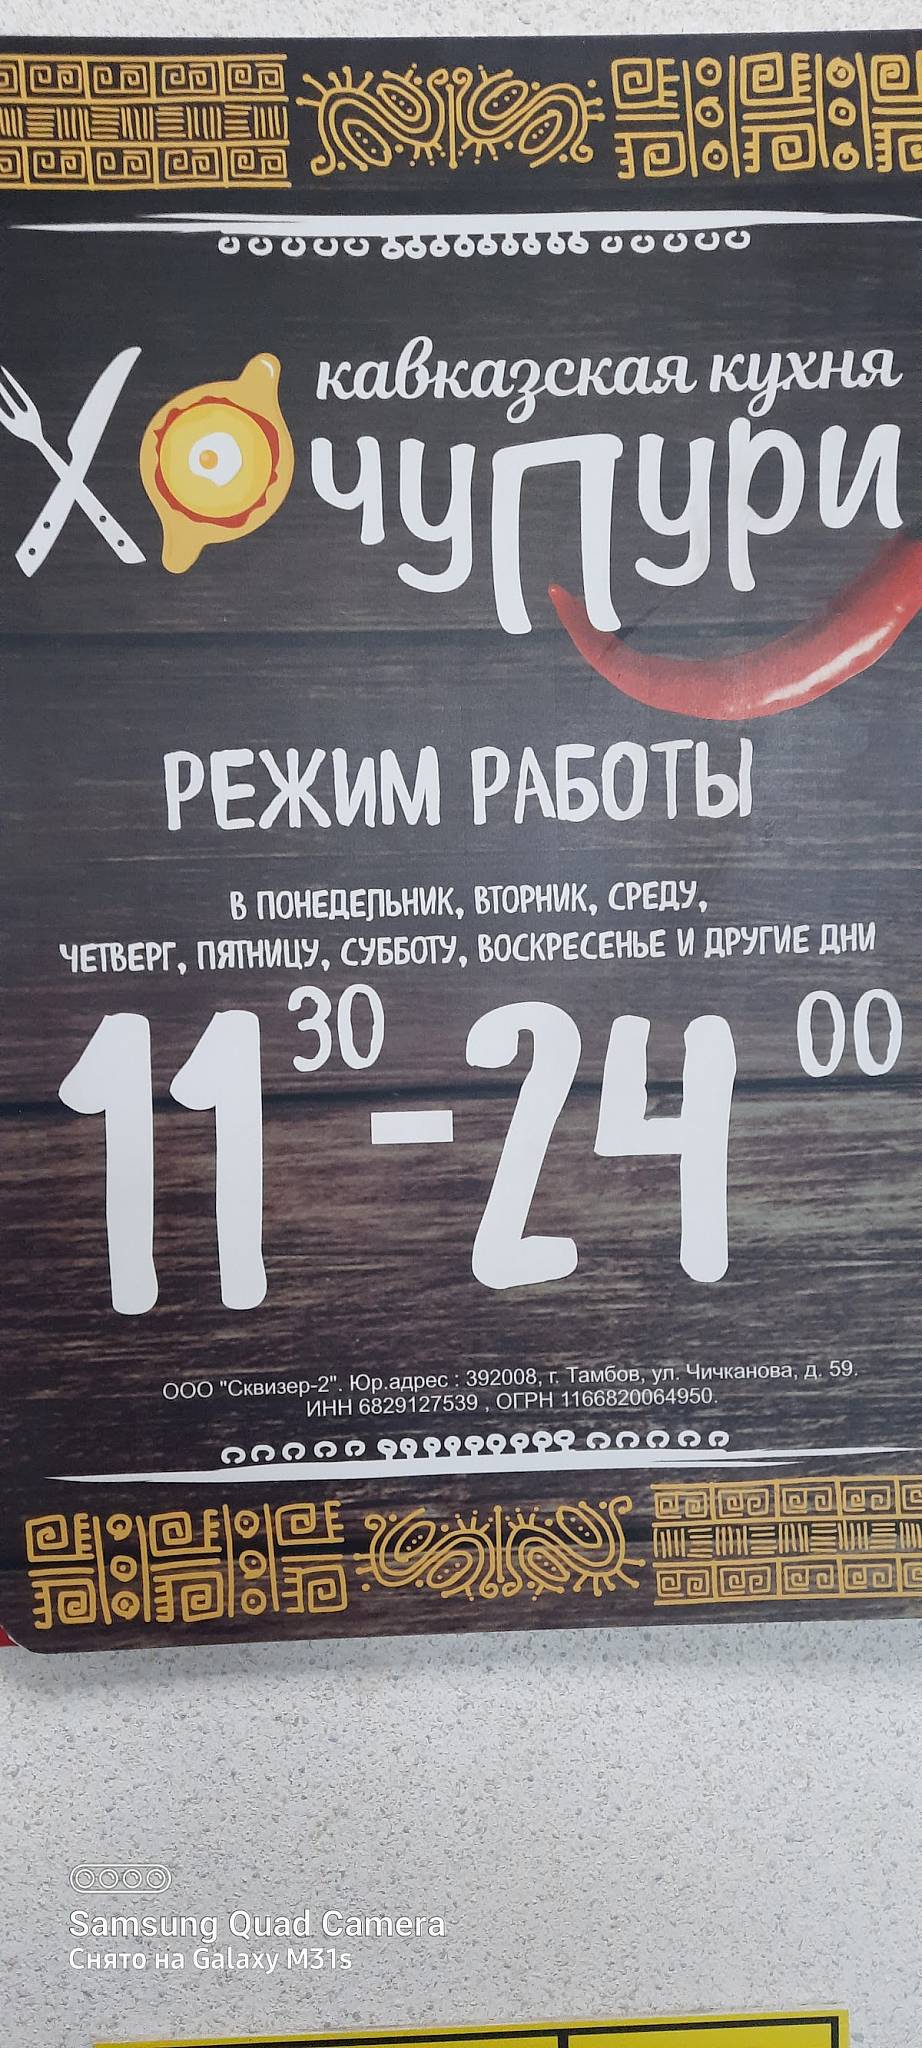 кавказская кухня
ХОчупури
РЕЖИМ РАБОТЫ
В ПОНЕДЕЛЬНИК, ВТОРНИК, СРЕДУ,
ЧЕТВЕРГ, ПЯТНИЦУ, СУББОТУ, ВОСКРЕСЕНЬЕ И ДРУГИЕ ДНИ
11 30 - 24 00
ООО "Сквизер-2". Юр.адрес : 392008, г. Тамбов, ул. Чичканова, д. 59.
ИНН 6829127539 , ОГРН 1166820064950.
Samsung Quad Camera
Снято на Galaxy M31s